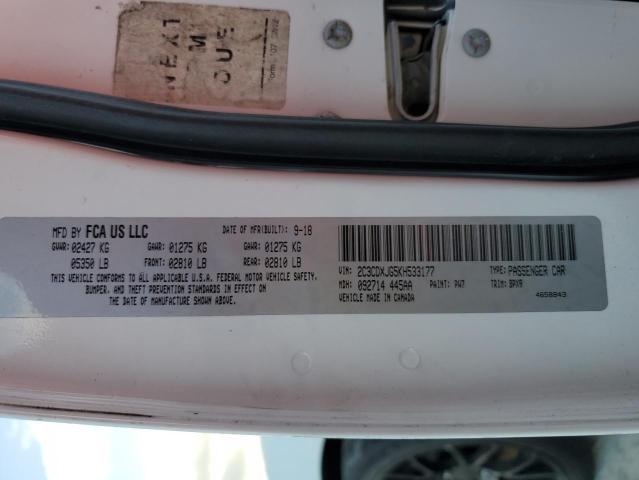 NEXT
OUE
MFD BY FCA US LLC DATE OF MFR(BUILT): 9-18
GVWR: 02427 KG GAWR: 01275 KG GAWR: 01275 KG
05350 LB FRONT: 02810 LB REAR: 02810 LB
THIS VEHICLE CONFORMS TO ALL APPLICABLE U.S.A. FEDERAL MOTOR VEHICLE SAFETY,
BUMPER, AND THEFT PREVENTION STANDARDS IN EFFECT ON
THE DATE OF MANUFACTURE SHOWN ABOVE.
VIN: 2C3CDXJG5KH533177 TYPE: PASSENGER CAR
MDH: 092714 445AA PAINT: PW7 TRIM: BPX9
MADE IN CANADA 4658843